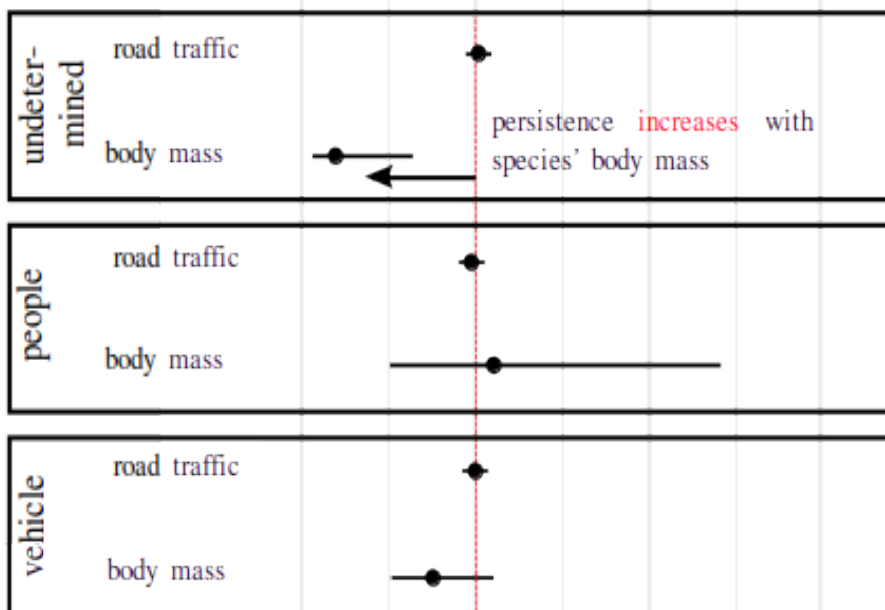 undeter-
mined
road traffic
body mass
persistence increases with
species' body mass
people
road traffic
body mass
vehicle
road traffic
body mass